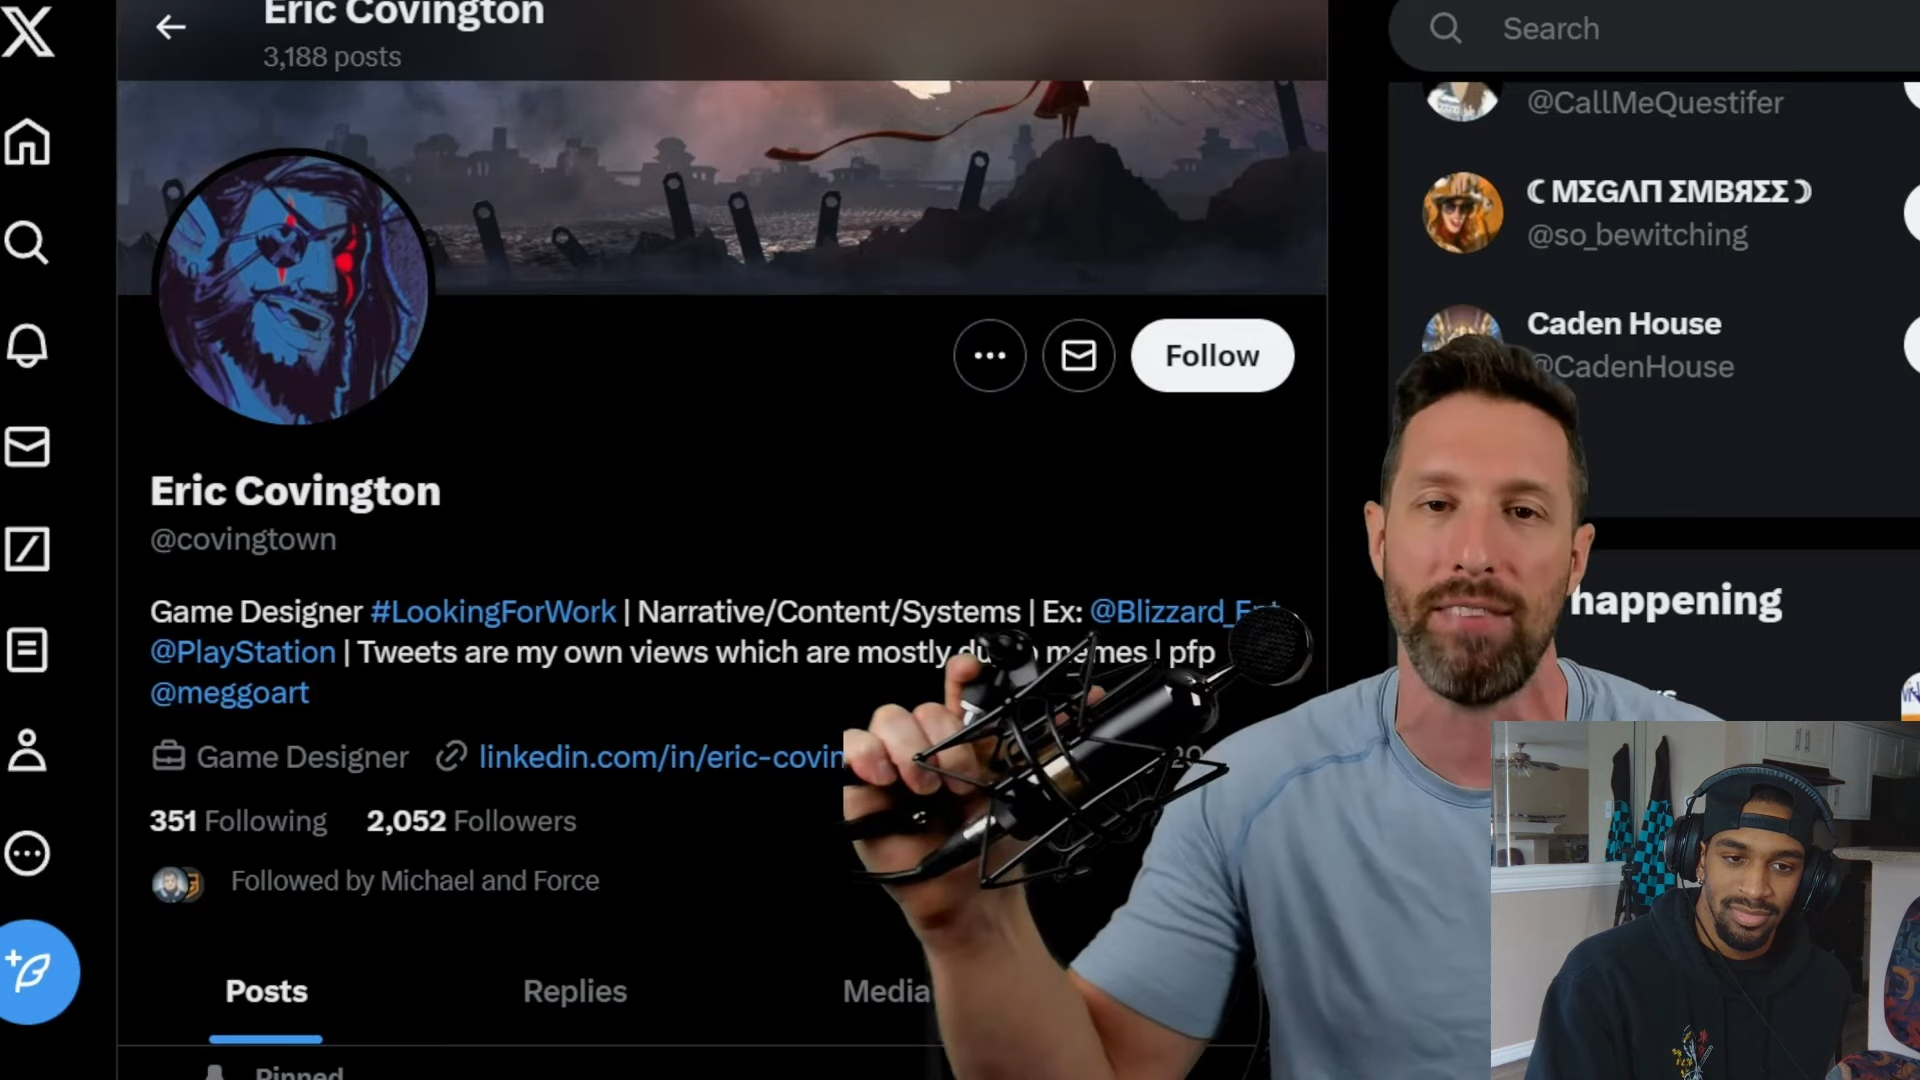 Eric Covington
3,188 posts
Search
@CallMeQuestifer
☾ MΣGΛП ΣMBЯΣΣ ☽
@so_bewitching
Caden House
@CadenHouse
Follow
Eric Covington
@covingtown
Game Designer #LookingForWork | Narrative/Content/Systems | Ex: @Blizzard_Ent
@PlayStation | Tweets are my own views which are mostly memes | pfp
@meggoart
happening
Game Designer linkedin.com/in/eric-covin
351 Following 2,052 Followers
Followed by Michael and Force
Posts Replies Media
Pinned